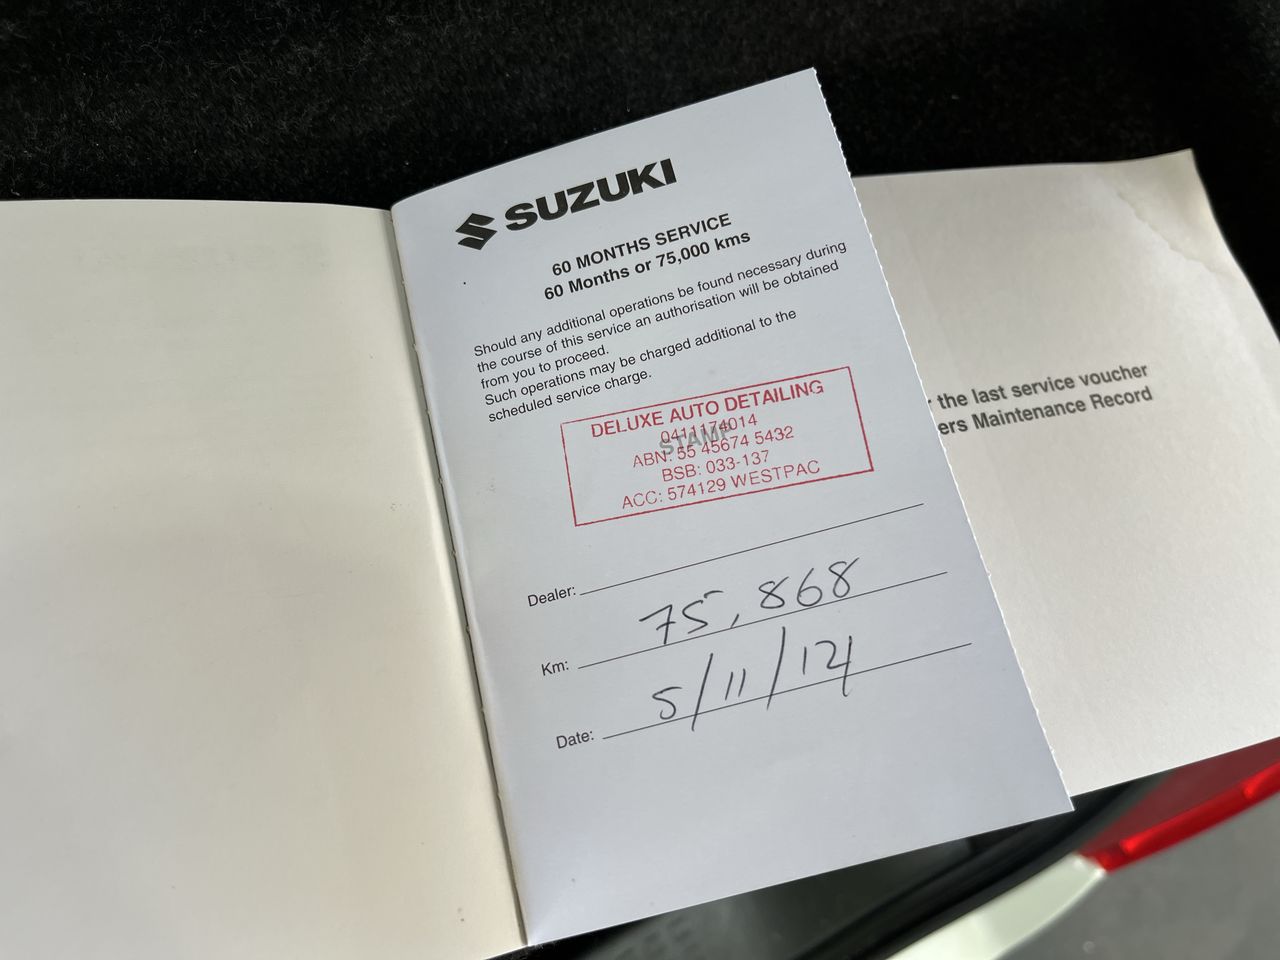 SUZUKI
60 MONTHS SERVICE
60 Months or 75,000 kms
Should any additional operations be found necessary during
the course of this service an authorisation will be obtained
from you to proceed.
Such operations may be charged additional to the
scheduled service charge.
DELUXE AUTO DETAILING
0411174014
STAMP
ABN: 55 45674 5432
BSB: 033-137
ACC: 574129 WESTPAC
Dealer:
Km: 75,868
Date: 5/11/12
the last service voucher
ers Maintenance Record